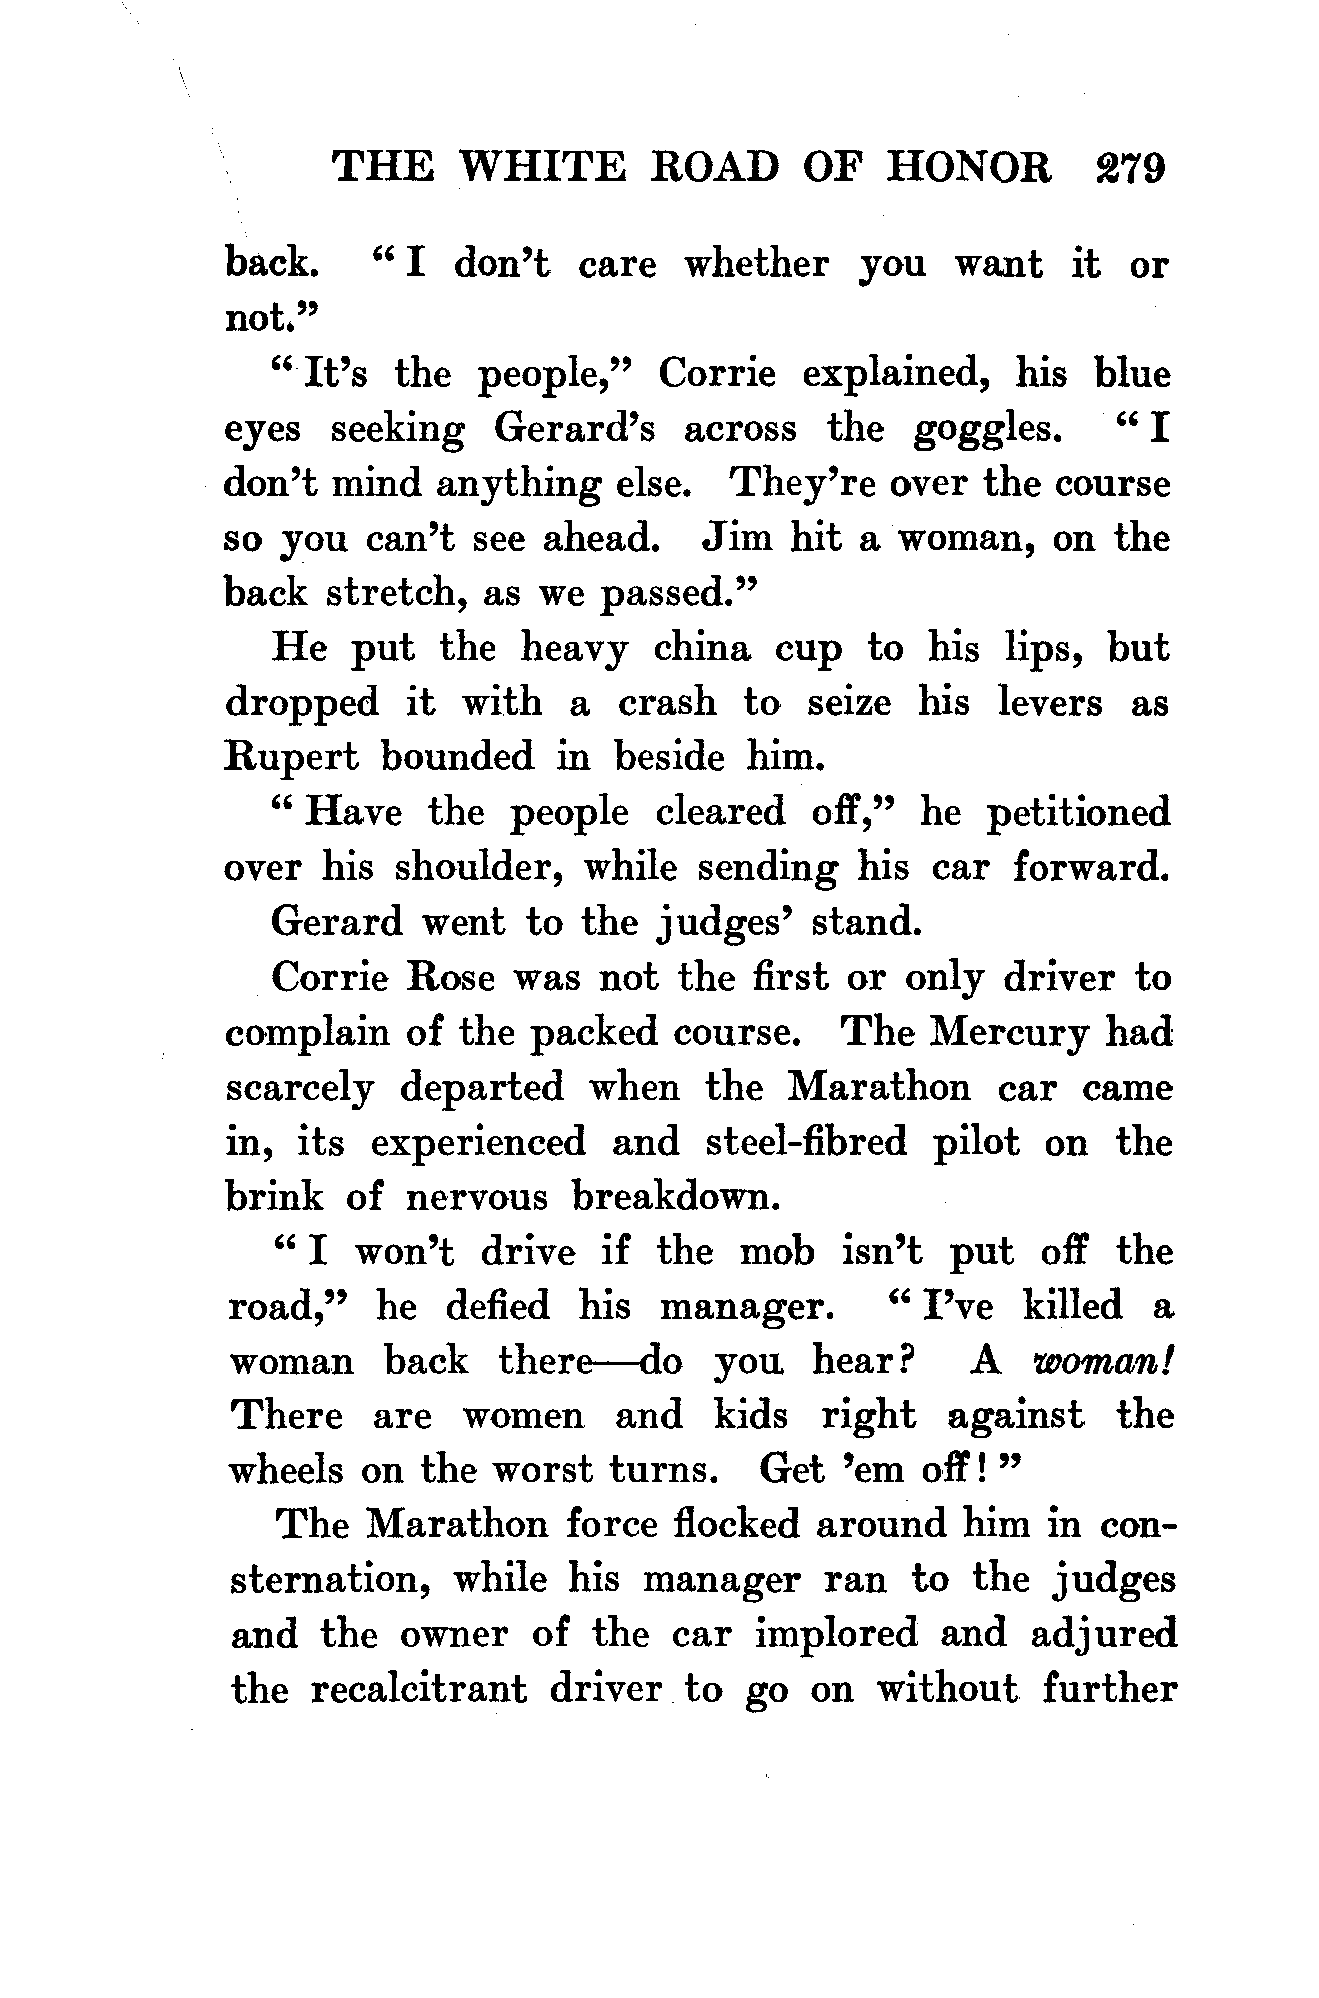 THE WHITE ROAD OF HONOR 279
back. “I don’t care whether you want it or
not.”
“It’s the people,” Corrie explained, his blue
eyes seeking Gerard’s across the goggles. “I
don’t mind anything else. They’re over the course
so you can’t see ahead. Jim hit a woman, on the
back stretch, as we passed.”
He put the heavy china cup to his lips, but
dropped it with a crash to seize his levers as
Rupert bounded in beside him.
“Have the people cleared off,” he petitioned
over his shoulder, while sending his car forward.
Gerard went to the judges’ stand.
Corrie Rose was not the first or only driver to
complain of the packed course. The Mercury had
scarcely departed when the Marathon car came
in, its experienced and steel-fibred pilot on the
brink of nervous breakdown.
“I won’t drive if the mob isn’t put off the
road,” he defied his manager. “I’ve killed a
woman back there—do you hear? A woman!
There are women and kids right against the
wheels on the worst turns. Get ’em off!”
The Marathon force flocked around him in con-
sternation, while his manager ran to the judges
and the owner of the car implored and adjured
the recalcitrant driver to go on without further